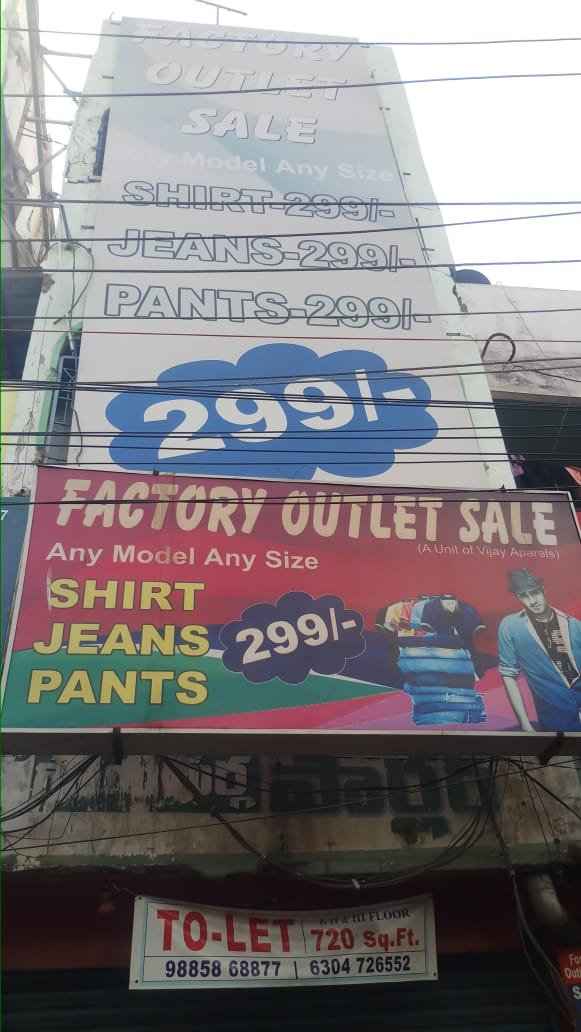 FACTORY
OUTLET
SALE
Any Model Any Size
SHIRT-299/-
JEANS-299/-
PANTS-299/-
299/-
FACTORY OUTLET SALE
(A Unit of Vijay Aparels)
Any Model Any Size
SHIRT
JEANS
PANTS
299/-
TO-LET
& III FLOOR
720 Sq.Ft.
98858 68877 | 6304 726552